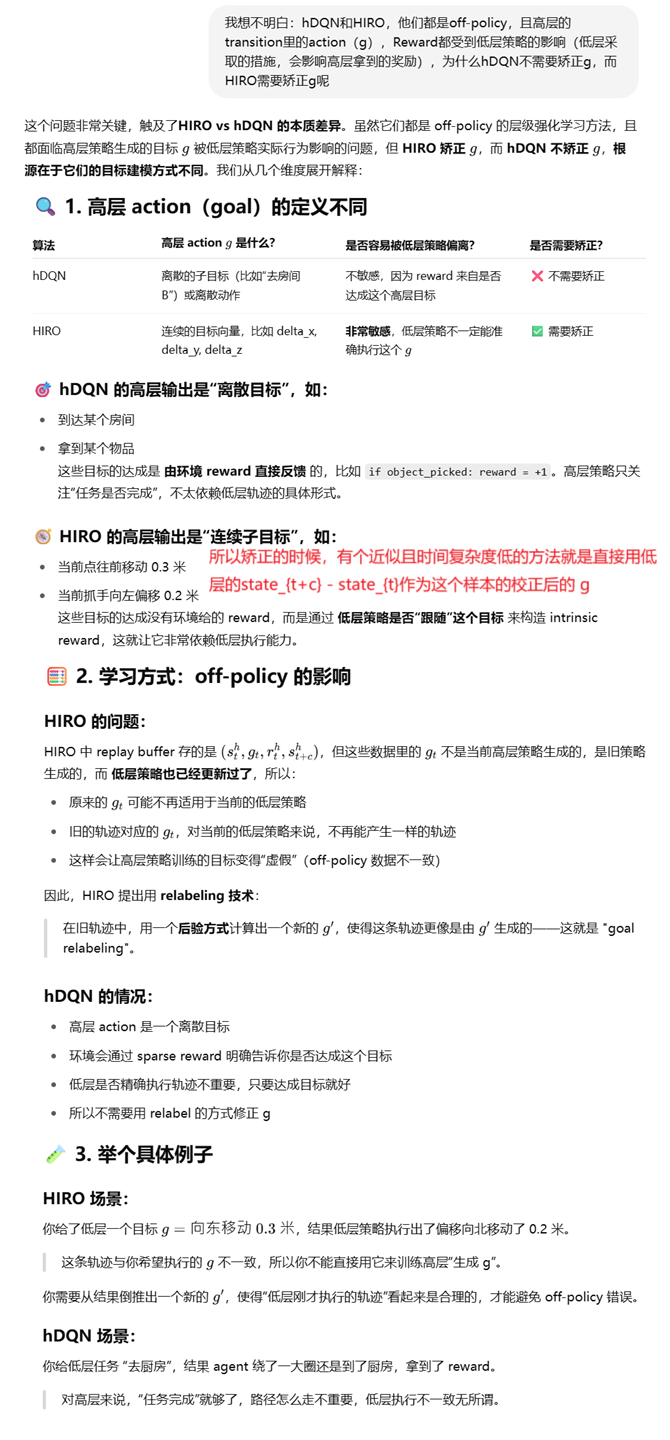 我想不明白：hDQN和HIRO，他们都是off-policy，且高层的
transition里的action（g），Reward都受到低层策略的影响（低层采
取的措施，会影响高层拿到的奖励），为什么hDQN不需要矫正g，而
HIRO需要矫正g呢
这个问题非常关键，触及了HIRO vs hDQN 的本质差异。虽然它们都是 off-policy 的层级强化学习方法，且
都面临高层策略生成的目标 g 被低层策略实际行为影响的问题，但 HIRO 矫正 g，而 hDQN 不矫正 g，根
源在于它们的目标建模方式不同。我们从几个维度展开解释：
🔍 1. 高层 action（goal）的定义不同
算法 高层 action g 是什么？ 是否容易被低层策略偏离？ 是否需要矫正？
hDQN 离散的子目标（比如“去房间 不敏感，因为 reward 来自是否 ❌ 不需要矫正
B”）或离散动作 达成这个高层目标
HIRO 连续的目标向量，比如 delta_x, 非常敏感，低层策略不一定能准 ✅ 需要矫正
delta_y, delta_z 确执行这个 g
🎯 hDQN 的高层输出是“离散目标”，如：
• 到达某个房间
• 拿到某个物品
这些目标的达成是 由环境 reward 直接反馈 的，比如 if object_picked: reward = +1。高层策略只关
注“任务是否完成”，不太依赖低层轨迹的具体形式。
🧭 HIRO 的高层输出是“连续子目标”，如：
所以矫正的时候，有个近似且时间复杂度低的方法就是直接用低
• 当前点往前移动 0.3 米
层的state_{t+c} - state_{t}作为这个样本的校正后的 g
• 当前抓手向左偏移 0.2 米
这些目标的达成没有环境给的 reward，而是通过 低层策略是否“跟随”这个目标 来构造 intrinsic
reward，这就让它非常依赖低层执行能力。
🧮 2. 学习方式：off-policy 的影响
HIRO 的问题：
HIRO 中 replay buffer 存的是 (s_t^h, g_t, r_t^h, s_{t+c}^h)，但这些数据里的 g_t 不是当前高层策略生成的，是旧策略
生成的，而 低层策略也已经更新过了，所以：
• 原来的 g_t 可能不再适用于当前的低层策略
• 旧的轨迹对应的 g_t，对当前的低层策略来说，不再能产生一样的轨迹
• 这样会让高层策略训练的目标变得“虚假”（off-policy 数据不一致）
因此，HIRO 提出用 relabeling 技术：
在旧轨迹中，用一个后验方式计算出一个新的 g′，使得这条轨迹更像是由 g′ 生成的——这就是 "goal
relabeling"。
hDQN 的情况：
• 高层 action 是一个离散目标
• 环境会通过 sparse reward 明确告诉你是否达成这个目标
• 低层是否精确执行轨迹不重要，只要达成目标就好
• 所以不需要用 relabel 的方式修正 g
🧪 3. 举个具体例子
HIRO 场景：
你给了低层一个目标 g = 向东移动 0.3 米，结果低层策略执行出了偏移向北移动了 0.2 米。
这条轨迹与你希望执行的 g 不一致，所以你不能直接用它来训练高层“生成 g”。
你需要从结果倒推出一个新的 g′，使得“低层刚才执行的轨迹”看起来是合理的，才能避免 off-policy 错误。
hDQN 场景：
你给低层任务 “去厨房”，结果 agent 绕了一大圈还是到了厨房，拿到了 reward。
对高层来说，“任务完成”就够了，路径怎么走不重要，低层执行不一致无所谓。